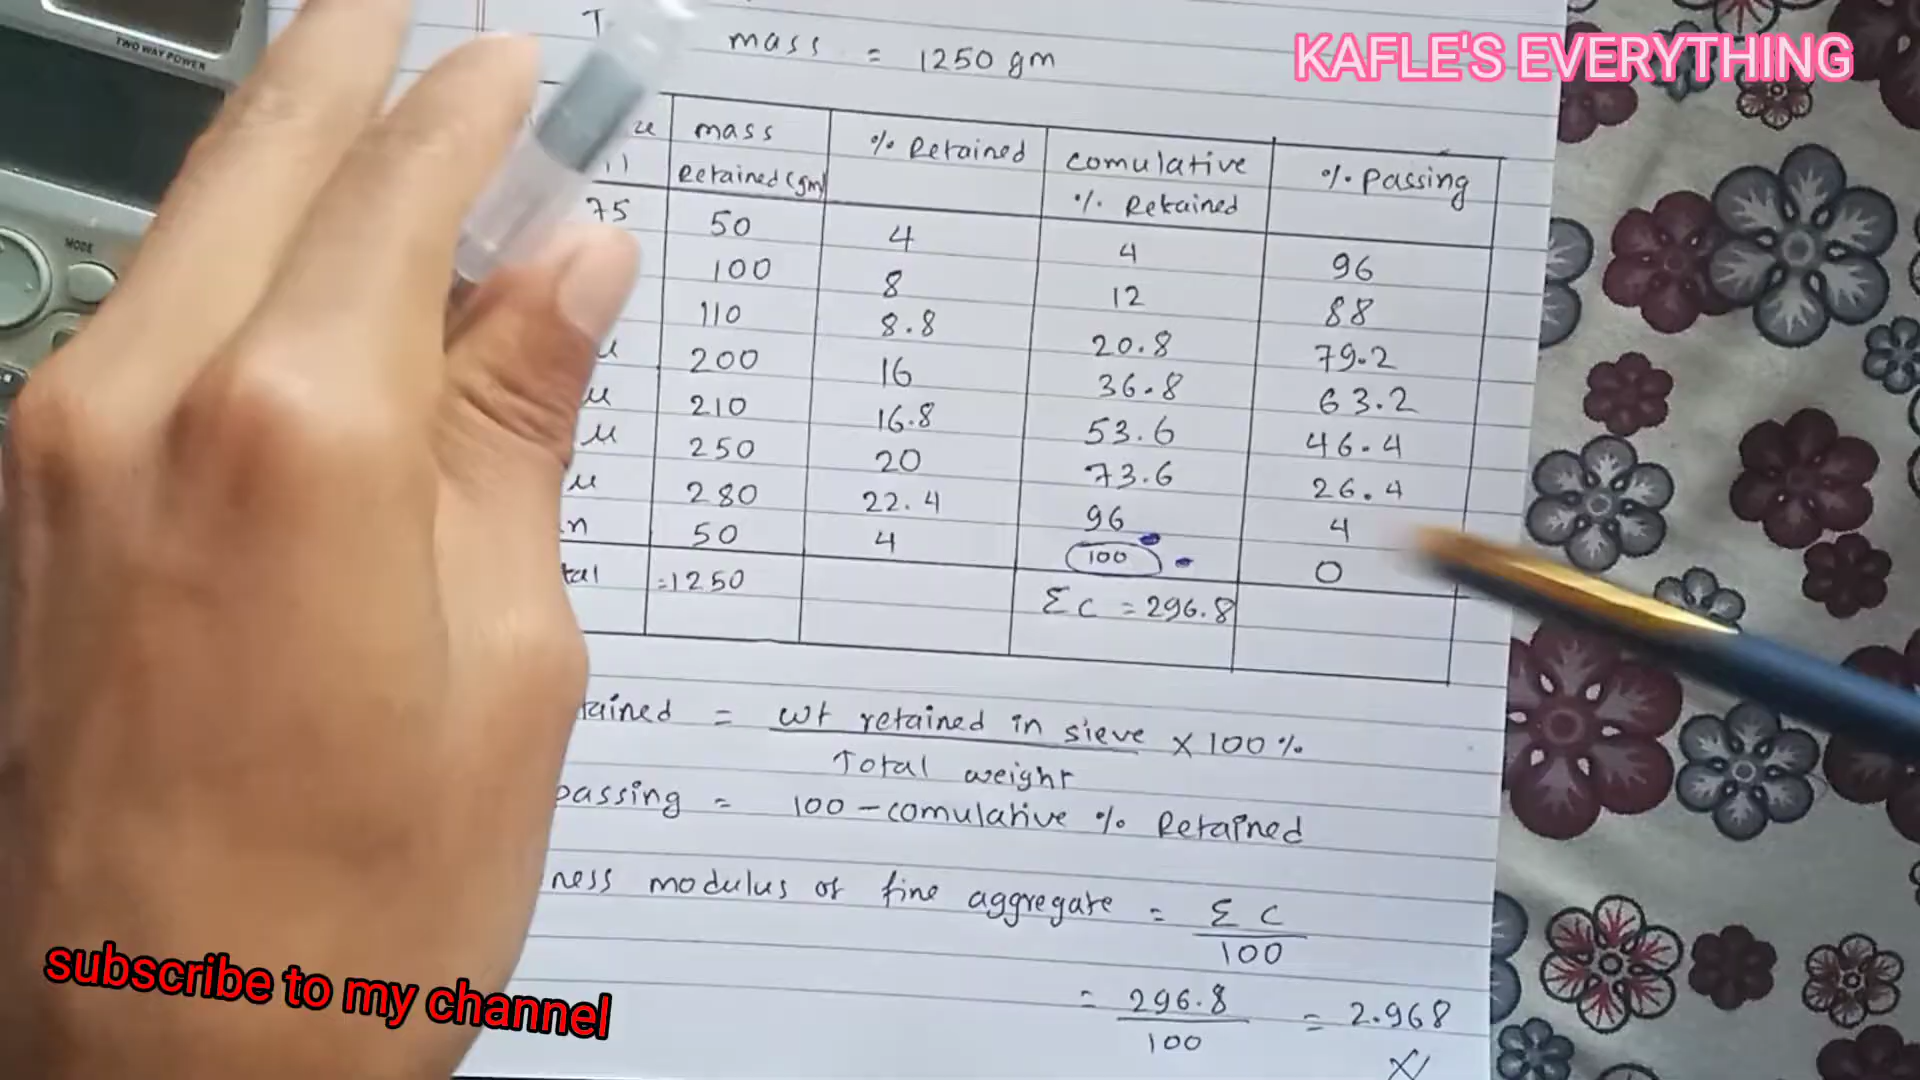 KAFLE'S EVERYTHING
TWO WAY POWER
MODE
mass = 1250 gm
mass Retained (gm) % Retained comulative % Retained % Passing
75 50 4 4 96
100 8 12 88
110 8.8 20.8 79.2
200 16 36.8 63.2
μ 210 16.8 53.6 46.4
μ 250 20 73.6 26.4
μ 280 22.4 96 4
n 50 4 100 0
tal =1250 Σc = 296.8
tained = wt retained in sieve × 100%
Total weight
passing = 100 - comulative % Retained
ness modulus of fine aggregate = Σ c
100
= 296.8 = 2.968
100
subscribe to my channel